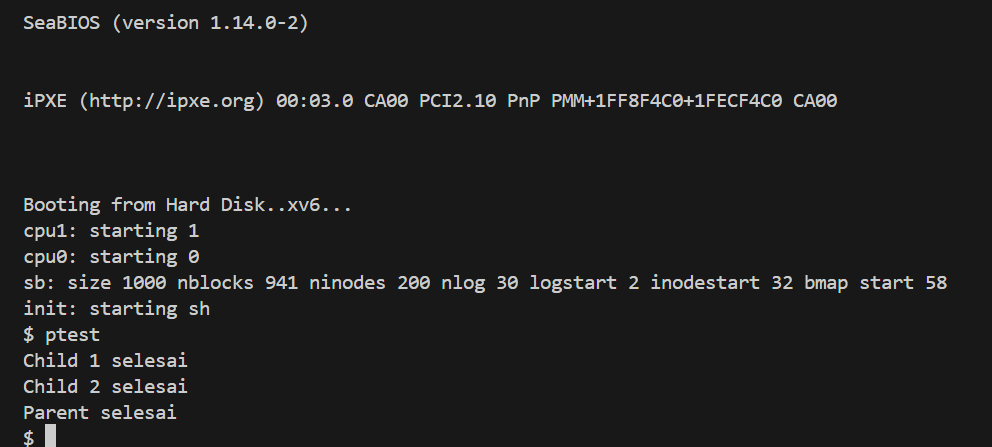 SeaBIOS (version 1.14.0-2)
iPXE (http://ipxe.org) 00:03.0 CA00 PCI2.10 PnP PMM+1FF8F4C0+1FECF4C0 CA00
Booting from Hard Disk..xv6...
cpu1: starting 1
cpu0: starting 0
sb: size 1000 nblocks 941 ninodes 200 nlog 30 logstart 2 inodestart 32 bmap start 58
init: starting sh
$ ptest
Child 1 selesai
Child 2 selesai
Parent selesai
$